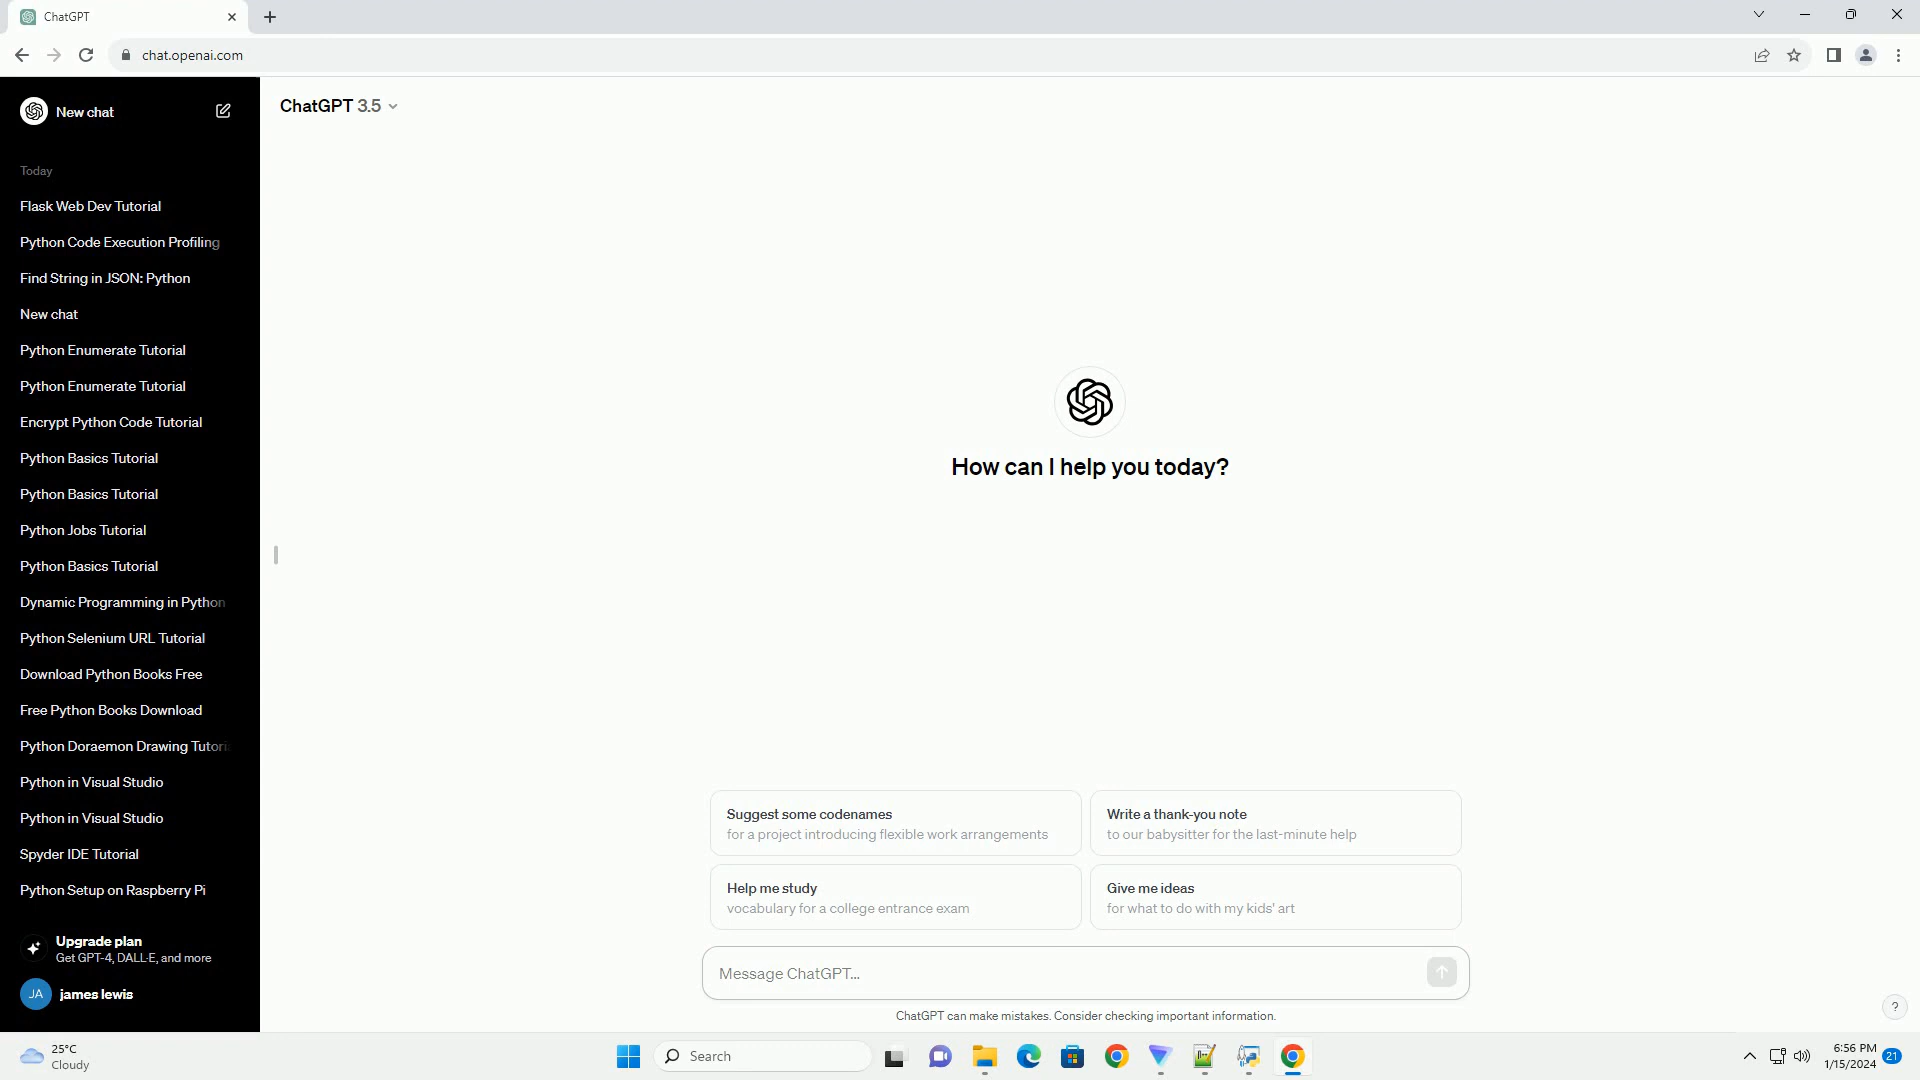 ChatGPT
chat.openai.com
New chat
ChatGPT 3.5
Today
Flask Web Dev Tutorial
Python Code Execution Profiling
Find String in JSON: Python
New chat
Python Enumerate Tutorial
Python Enumerate Tutorial
Encrypt Python Code Tutorial
Python Basics Tutorial
Python Basics Tutorial
Python Jobs Tutorial
Python Basics Tutorial
Dynamic Programming in Python
Python Selenium URL Tutorial
Download Python Books Free
Free Python Books Download
Python Doraemon Drawing Tutori
Python in Visual Studio
Python in Visual Studio
Spyder IDE Tutorial
Python Setup on Raspberry Pi
Upgrade plan
Get GPT-4, DALL·E, and more
JA james lewis
How can I help you today?
Suggest some codenames
for a project introducing flexible work arrangements
Write a thank-you note
to our babysitter for the last-minute help
Help me study
vocabulary for a college entrance exam
Give me ideas
for what to do with my kids' art
Message ChatGPT...
ChatGPT can make mistakes. Consider checking important information.
?
25°C
Cloudy
Search
6:56 PM
1/15/2024
21